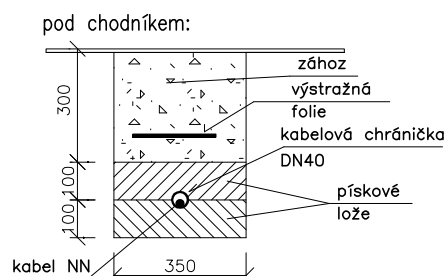 pod chodníkem:
zához
výstražná
folie
kabelová chránička
DN40
pískové
lože
300
100
100
kabel NN
350